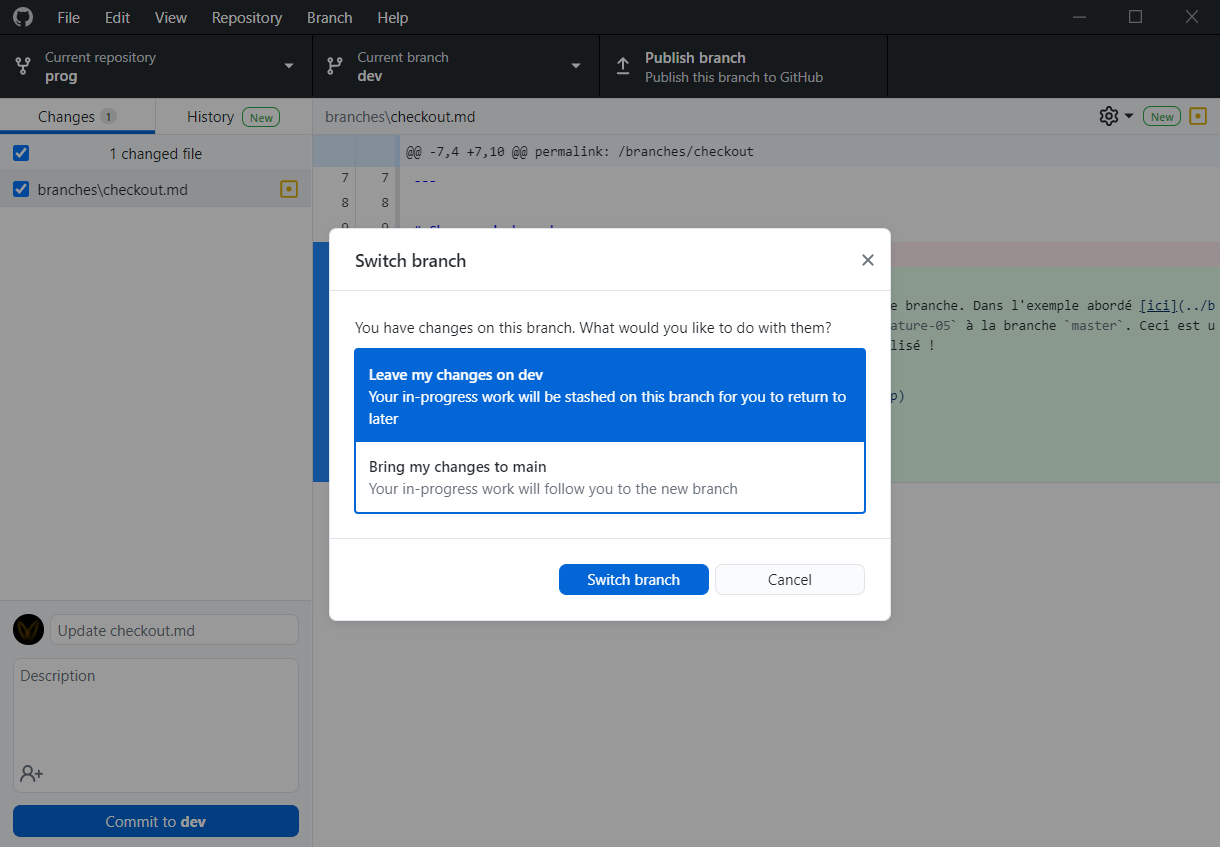 File Edit View Repository Branch Help
Current repository
prog
Current branch
dev
Publish branch
Publish this branch to GitHub
Changes 1
History New
branches\checkout.md
New
1 changed file
branches\checkout.md
@@ -7,4 +7,10 @@ permalink: /branches/checkout
7 7 ---
8 8
9 9
e branche. Dans l'exemple abordé [ici](../b
ature-05` à la branche `master`. Ceci est u
lisé !
p)
Switch branch
You have changes on this branch. What would you like to do with them?
Leave my changes on dev
Your in-progress work will be stashed on this branch for you to return to
later
Bring my changes to main
Your in-progress work will follow you to the new branch
Switch branch
Cancel
Update checkout.md
Description
Commit to dev